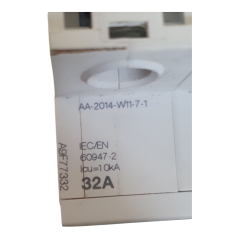 AA-2014-W11-7-1
IEC/EN
60947-2
Icu=10kA
32A
A9F77332